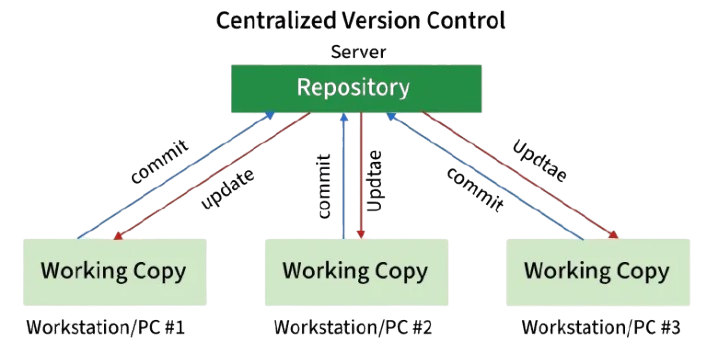 Centralized Version Control
Server
Repository
commit
update
commit
Updtae
commit
Updtae
Working Copy
Working Copy
Working Copy
Workstation/PC #1
Workstation/PC #2
Workstation/PC #3